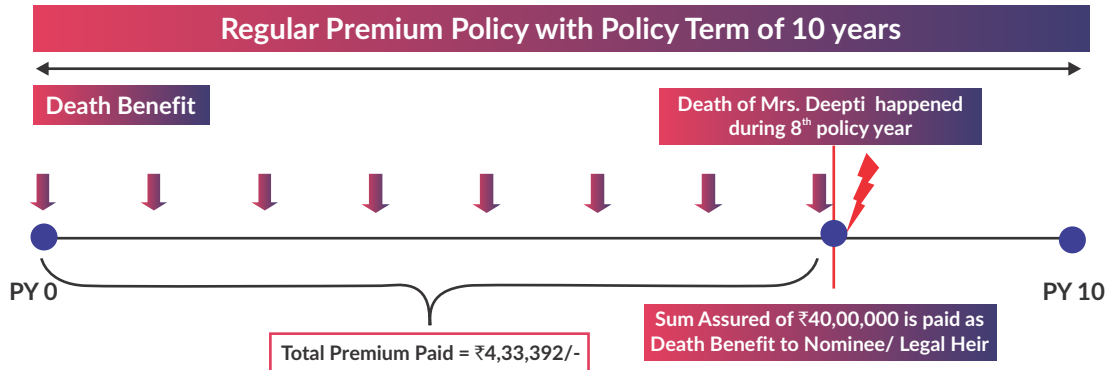 Regular Premium Policy with Policy Term of 10 years
Death Benefit
Death of Mrs. Deepti happened
during 8th policy year
PY 0
PY 10
Total Premium Paid = ₹4,33,392/-
Sum Assured of ₹40,00,000 is paid as
Death Benefit to Nominee/ Legal Heir